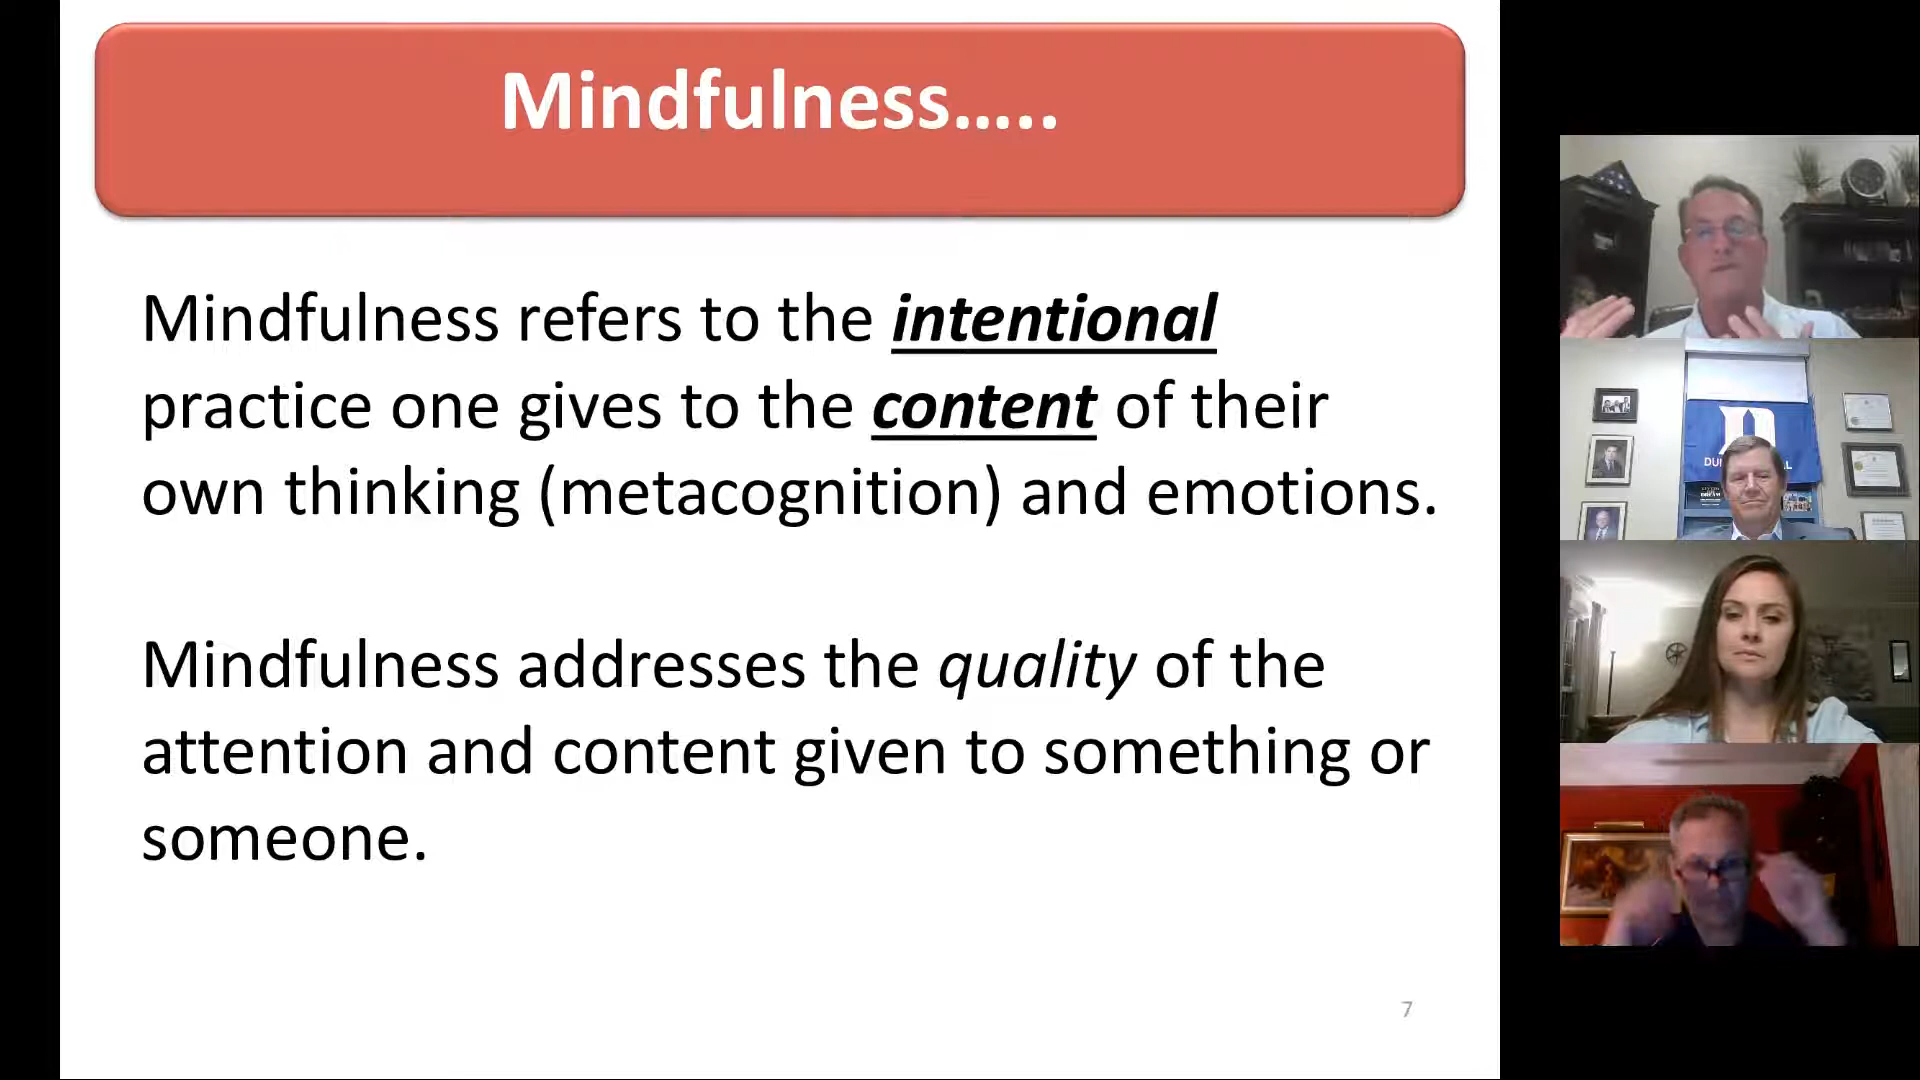 Mindfulness.....
Mindfulness refers to the intentional
practice one gives to the content of their
own thinking (metacognition) and emotions.
Mindfulness addresses the quality of the
attention and content given to something or
someone.
7